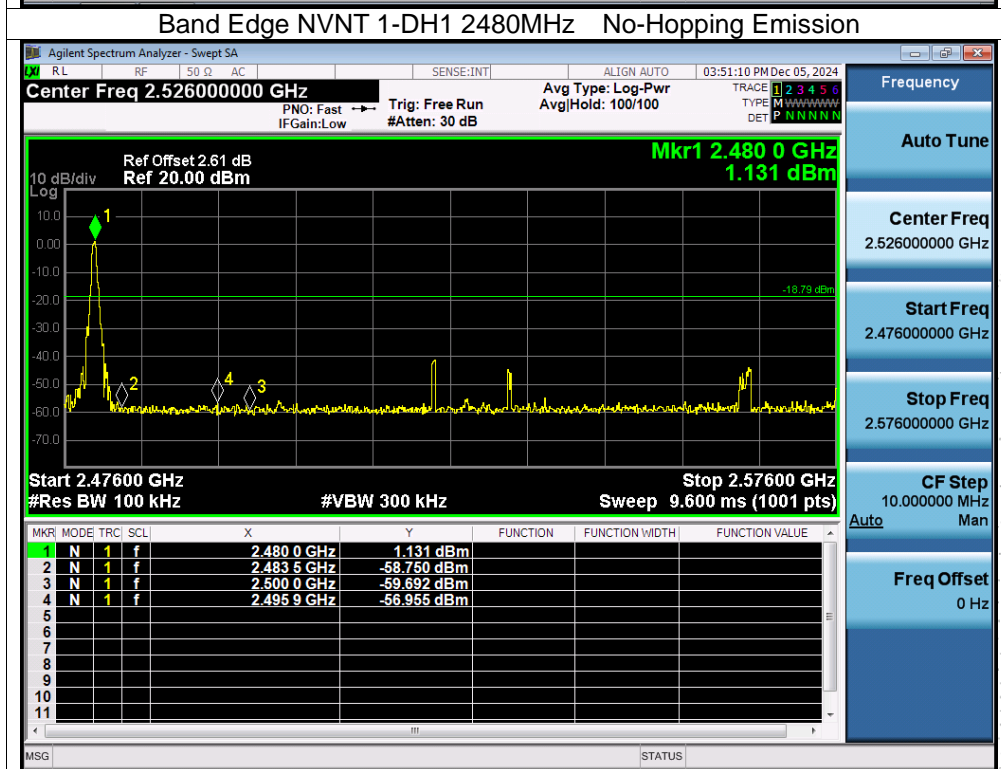 Band Edge NVNT 1-DH1 2480MHz No-Hopping Emission
Agilent Spectrum Analyzer - Swept SA
LXI RL RF 50 Ω AC SENSE:INT ALIGN AUTO 03:51:10 PM Dec 05, 2024
Center Freq 2.526000000 GHz
PNO: Fast
IFGain:Low
Trig: Free Run
#Atten: 30 dB
Avg Type: Log-Pwr
Avg|Hold: 100/100
TRACE 1 2 3 4 5 6
TYPE M WWWWW
DET P N N N N N
Frequency
Auto Tune
Center Freq
2.526000000 GHz
Start Freq
2.476000000 GHz
Stop Freq
2.576000000 GHz
CF Step
10.000000 MHz
Auto Man
Freq Offset
0 Hz
Mkr1 2.480 0 GHz
1.131 dBm
Ref Offset 2.61 dB
10 dB/div Ref 20.00 dBm
Log
10.0
0.00
-10.0
-20.0
-30.0
-40.0
-50.0
-60.0
-70.0
1
-18.79 dBm
2
4
3
Start 2.47600 GHz Stop 2.57600 GHz
#Res BW 100 kHz #VBW 300 kHz Sweep 9.600 ms (1001 pts)
MKR MODE TRC SCL X Y FUNCTION FUNCTION WIDTH FUNCTION VALUE
1 N 1 f 2.480 0 GHz 1.131 dBm
2 N 1 f 2.483 5 GHz -58.750 dBm
3 N 1 f 2.500 0 GHz -59.692 dBm
4 N 1 f 2.495 9 GHz -56.955 dBm
5
6
7
8
9
10
11
MSG STATUS